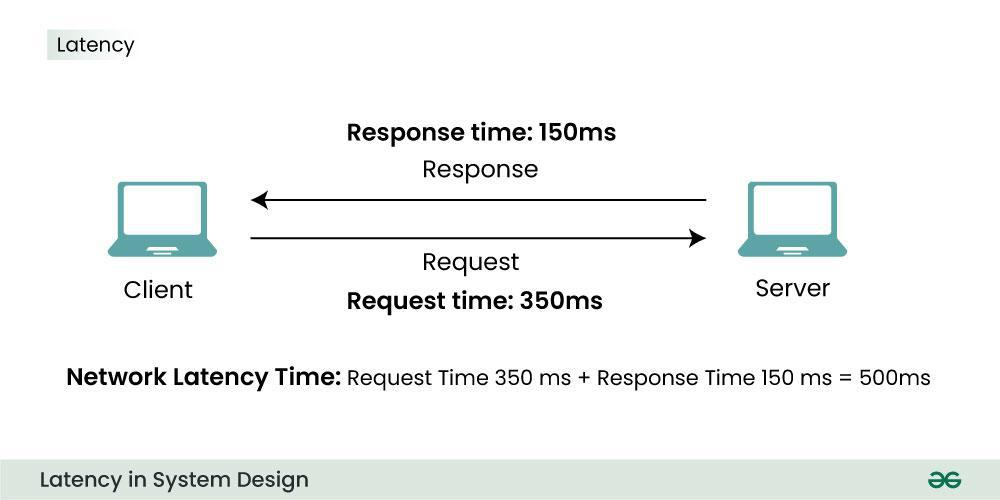 Latency
Response time: 150ms
Response
Request
Request time: 350ms
Client
Server
Network Latency Time: Request Time 350 ms + Response Time 150 ms = 500ms
Latency in System Design